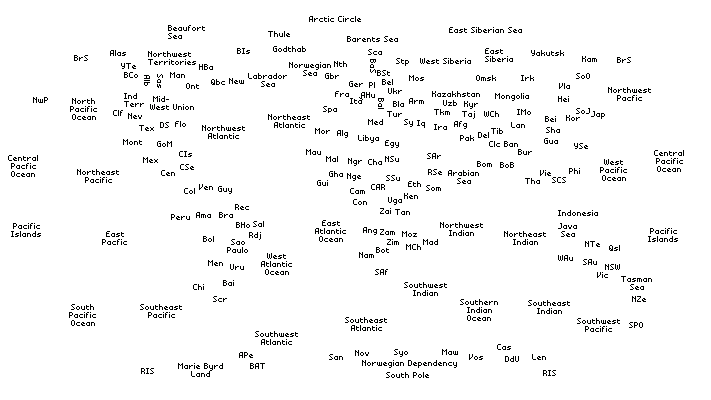 Arctic Circle
Beaufort
Sea
Thule
East Siberian Sea
Barents Sea
Alas
BrS
Northwest
Territories
BIs
Godthab
Sca
East
Siberia
Yakutsk
Kam
BrS
YTe
HBa
Norwegian
Sea
Nth
BaS
Stp
West Siberia
BCo
Alb
Sas
Man
Ont
Qbc
New
Labrador
Sea
Gbr
Ger
Pl
BSt
Bel
Mos
Omsk
Irk
SoO
Vla
NwP
North
Pacific
Ocean
Ind
Terr
Mid-
West
Union
Fra
Ita
AHu
Bal
Ukr
Bla
Arm
Kazakhstan
Uzb
Kyr
Mongolia
Hei
Northwest
Pacfic
Clf
Nev
Spa
Tur
Tkm
Taj
WCh
IMo
Bei
Kor
SoJ
Jap
Tex
DS
Flo
Northwest
Atlantic
Northeast
Atlantic
Med
Sy
Iq
Ira
Afg
Lan
Sha
Mor
Alg
Libya
Egy
Pak
Del
Tib
Gua
ySe
Mont
GoM
Clc
Ban
Central
Pacfic
Ocean
Mex
CIs
CSe
Cen
Mau
Mal
Ngr
Cha
NSu
SAr
Bom
BoB
Bur
West
Pacfic
Ocean
Central
Pacfic
Ocean
Northeast
Pacfic
Gui
Gha
Nge
SSu
RSe
Arabian
Sea
Tha
Vie
SCS
Phi
Col
Ven
Guy
Cam
CAR
Eth
Som
Con
Uga
Ken
Peru
Ama
Bra
Rec
Zai
Tan
Indonesia
Pacific
Islands
East
Pacfic
BHo
Sal
East
Atlantic
Ocean
Ang
Zam
Moz
Northwest
Indian
Northeast
Indian
Java
Sea
Pacific
Islands
Bol
Sao
Paulo
Rdj
Zim
MCh
Mad
NTe
Qsl
Men
Uru
West
Atlantic
Ocean
Nam
Bot
WAu
SAu
NSW
Vic
Chi
Bai
SAf
Southwest
Indian
Tasman
Sea
Scr
NZe
South
Pacfic
Ocean
Southeast
Pacfic
Southeast
Atlantic
Southern
Indian
Ocean
Southeast
Indian
Southwest
Pacific
SPO
Southwest
Atlantic
APe
San
Nov
Syo
Maw
Vos
Cas
DdU
Len
RIS
Marie Byrd
Land
BAT
Norwegian Dependency
South Pole
RIS